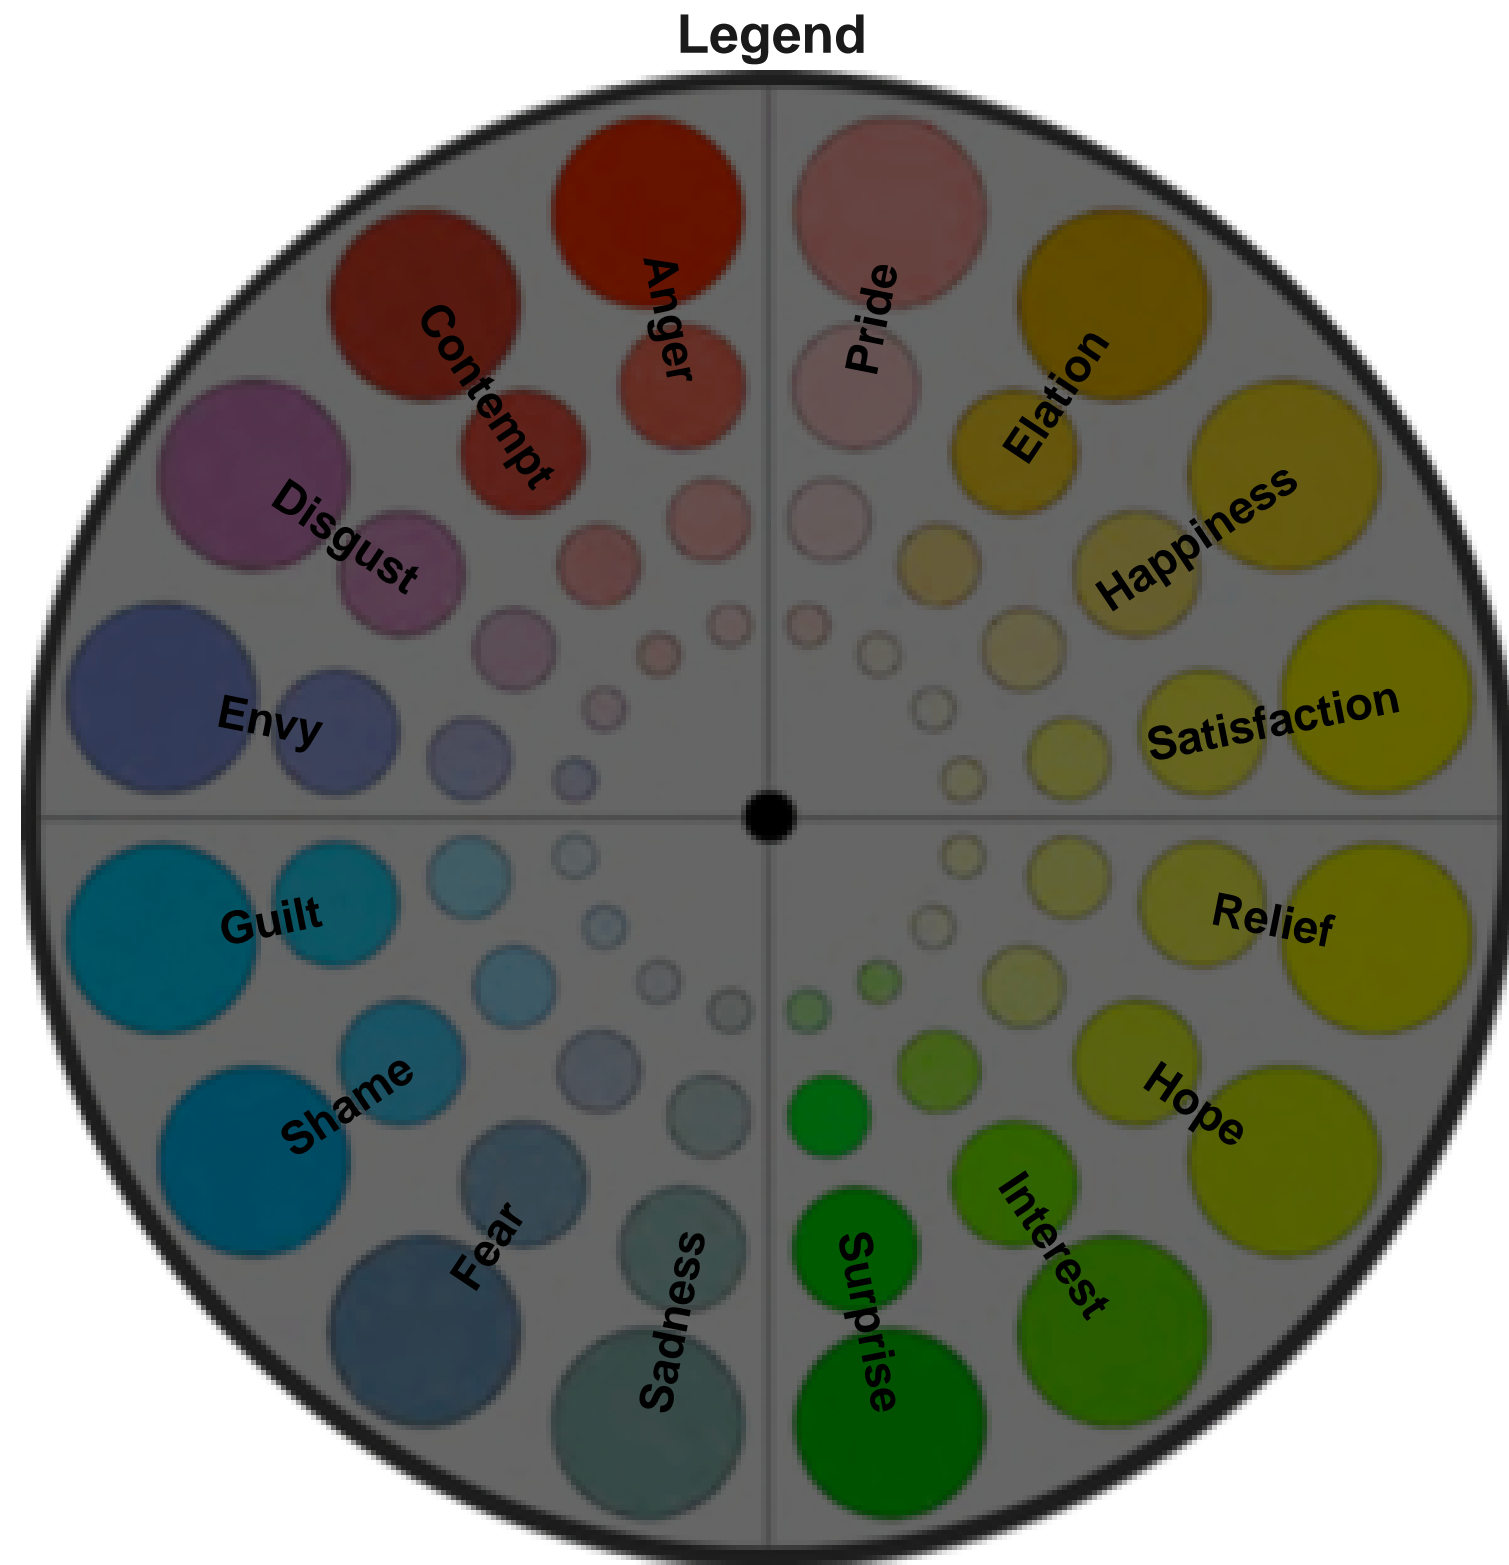 Legend
Anger
Pride
Contempt
Elation
Disgust
Happiness
Envy
Satisfaction
Guilt
Relief
Shame
Hope
Fear
Interest
Sadness
Surprise